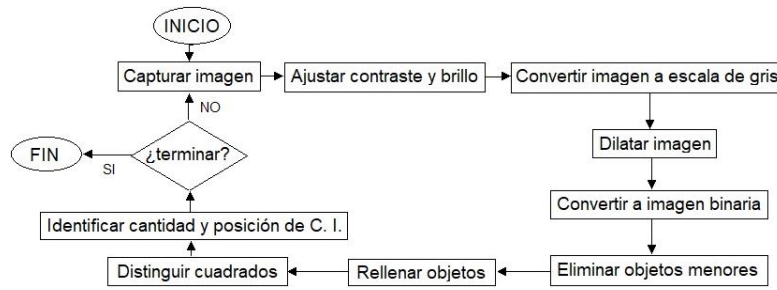 INICIO
Capturar imagen
Ajustar contraste y brillo
Convertir imagen a escala de gris
Dilatar imagen
Convertir a imagen binaria
Eliminar objetos menores
Rellenar objetos
Distinguir cuadrados
Identificar cantidad y posición de C. I.
¿terminar?
NO
SI
FIN